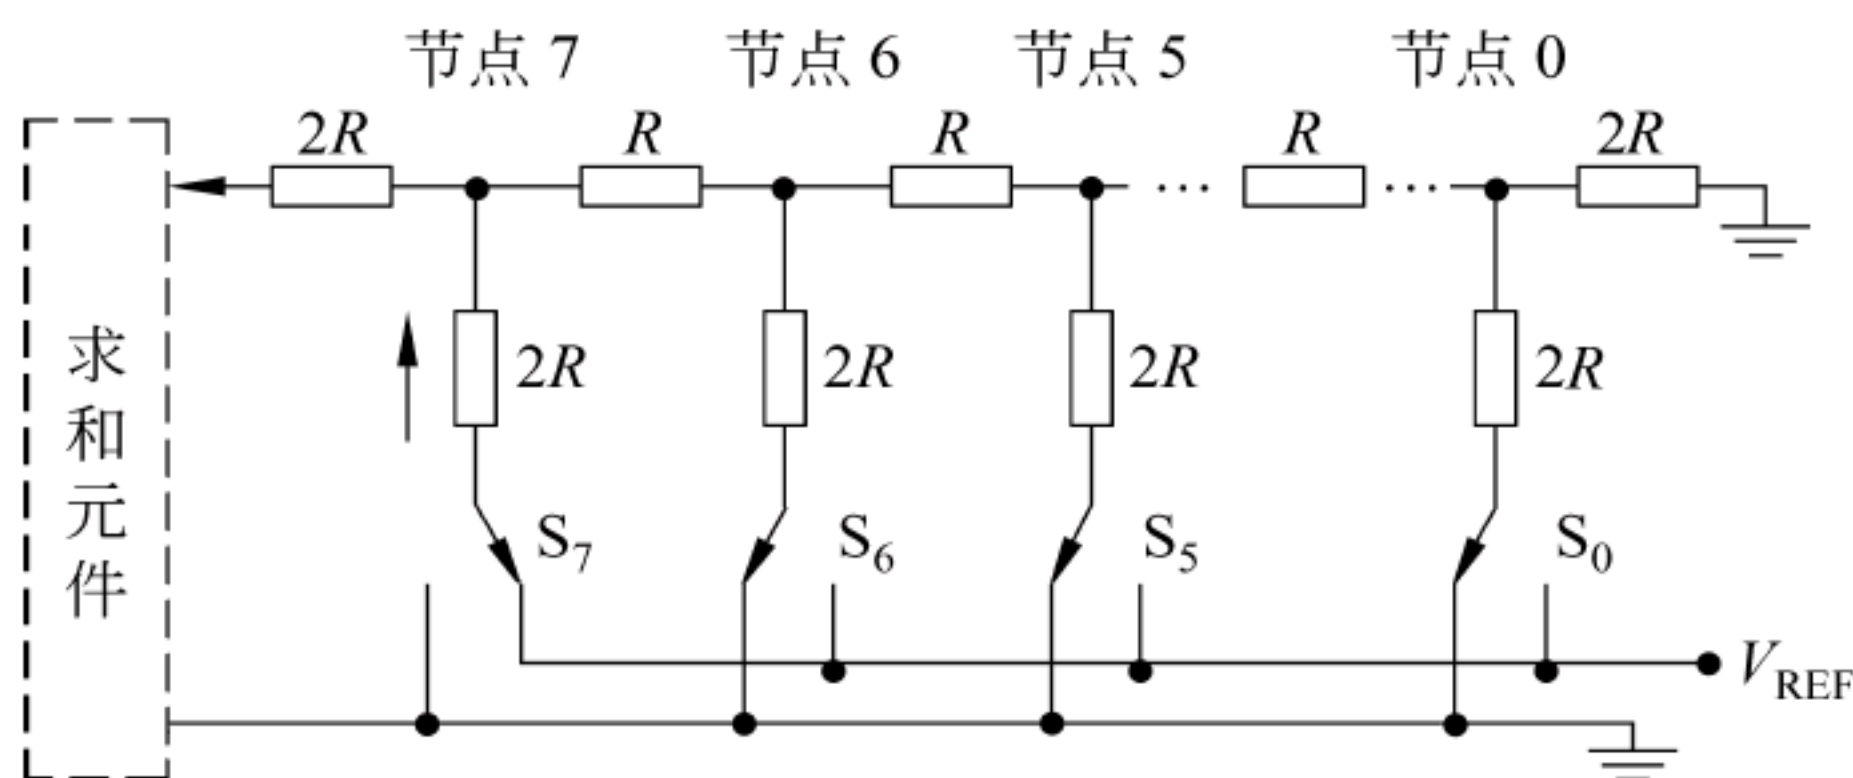 节点 7 节点 6 节点 5 节点 0
2R R R … R … 2R
2R 2R 2R 2R
求和元件
S₇ S₆ S₅ S₀
V_REF